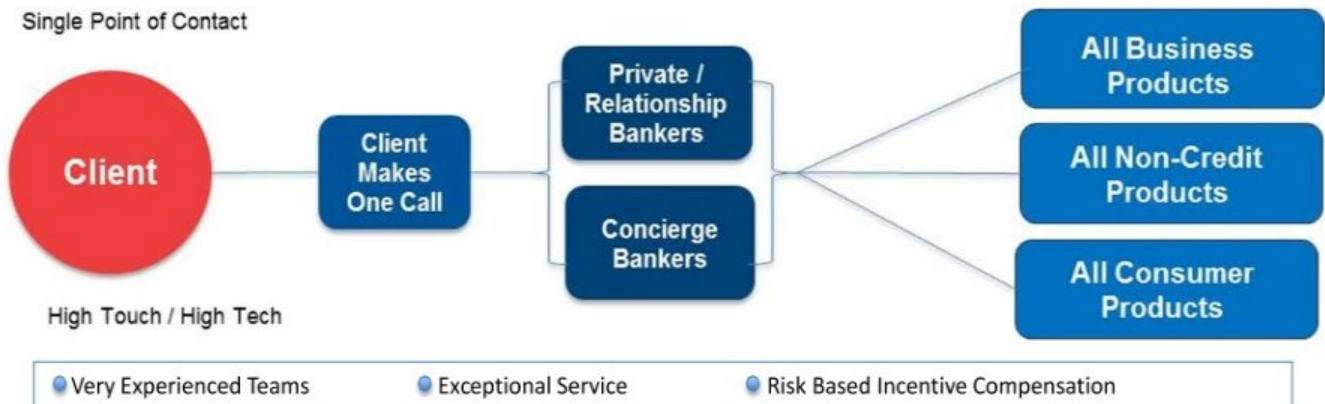 Single Point of Contact
Client
High Touch / High Tech
Client
Makes
One Call
Private /
Relationship
Bankers
Concierge
Bankers
All Business
Products
All Non-Credit
Products
All Consumer
Products
Very Experienced Teams
Exceptional Service
Risk Based Incentive Compensation